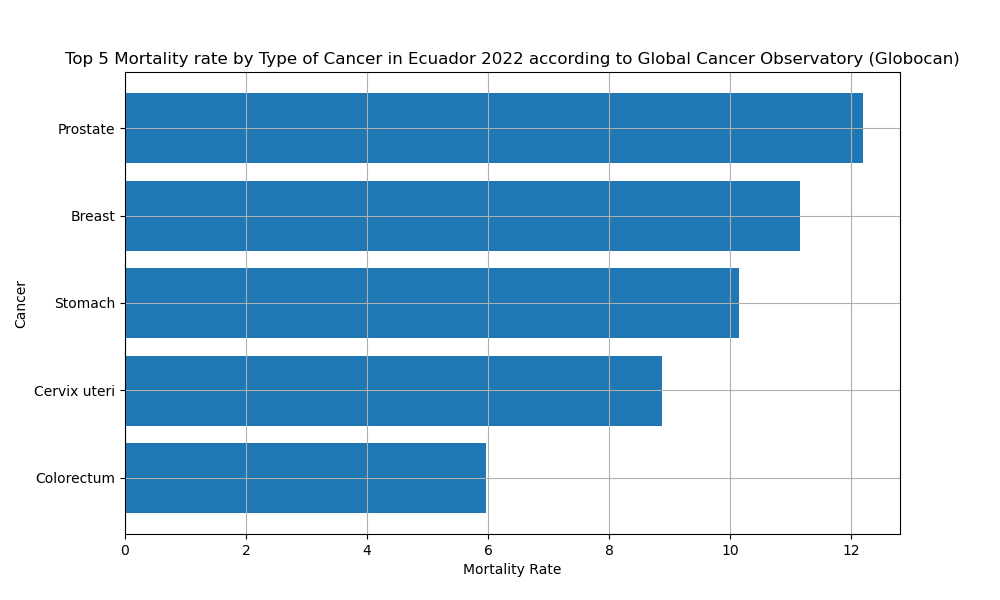 Top 5 Mortality rate by Type of Cancer in Ecuador 2022 according to Global Cancer Observatory (Globocan)
Prostate
Breast
Stomach
Cervix uteri
Colorectum
Cancer
0 2 4 6 8 10 12
Mortality Rate